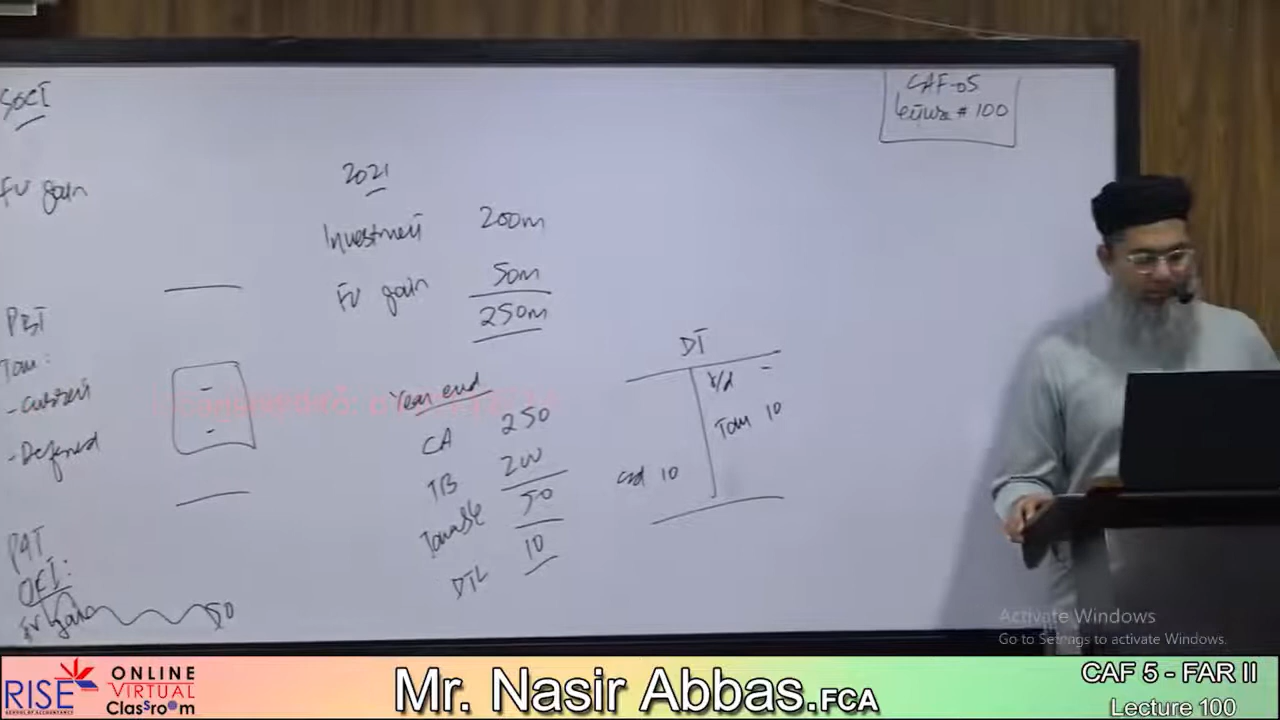 SOCI
FV gain
PBT
Tax:
- Current
- Deferred
PAT
OCI:
FV gain 50
2021
Investment 200m
FV gain 50m
250m
Year end
CA 250
TB 200
Taxable 50
DTL 10
DT
b/d -
Tax 10
c/d 10
CAF-05
Lecture # 100
Activate Windows
Go to Settings to activate Windows.
RISE
SCHOOL OF ACCOUNTANCY
ONLINE
VIRTUAL
Classroom
Mr. Nasir Abbas.FCA
CAF 5 - FAR II
Lecture 100